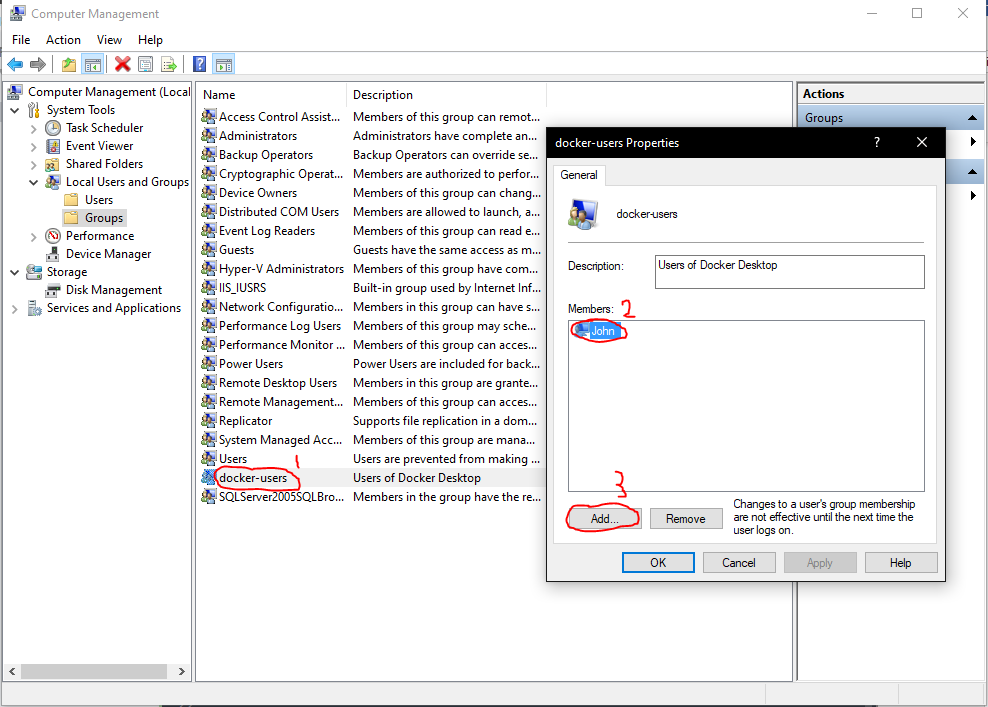 Computer Management
File Action View Help
Computer Management (Local
System Tools
Task Scheduler
Event Viewer
Shared Folders
Local Users and Groups
Users
Groups
Performance
Device Manager
Storage
Disk Management
Services and Applications
Name Description
Access Control Assist... Members of this group can remot...
Administrators Administrators have complete an...
Backup Operators Backup Operators can override se...
Cryptographic Operat... Members are authorized to perfor...
Device Owners Members of this group can chang...
Distributed COM Users Members are allowed to launch, a...
Event Log Readers Members of this group can read e...
Guests Guests have the same access as m...
Hyper-V Administrators Members of this group have com...
IIS_IUSRS Built-in group used by Internet Inf...
Network Configuratio... Members in this group can have s...
Performance Log Users Members of this group may sche...
Performance Monitor ... Members of this group can acces...
Power Users Power Users are included for back...
Remote Desktop Users Members in this group are grante...
Remote Management... Members of this group can acces...
Replicator Supports file replication in a dom...
System Managed Acc... Members of this group are mana...
Users Users are prevented from making ...
1
docker-users Users of Docker Desktop
SQLServer2005SQLBro... Members in the group have the re...
Actions
Groups
docker-users Properties ?
General
docker-users
Description: Users of Docker Desktop
Members: 2
John
3
Add... Remove
Changes to a user's group membership
are not effective until the next time the
user logs on.
OK Cancel Apply Help